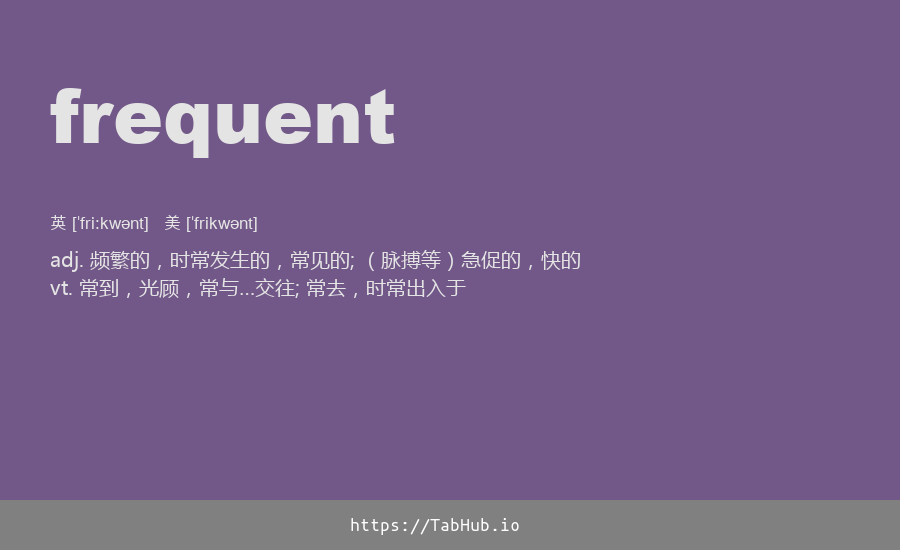 frequent
英 [ˈfriːkwənt] 美 [ˈfrikwənt]
adj. 频繁的，时常发生的，常见的; （脉搏等）急促的，快的
vt. 常到，光顾，常与…交往; 常去，时常出入于
https://TabHub.io